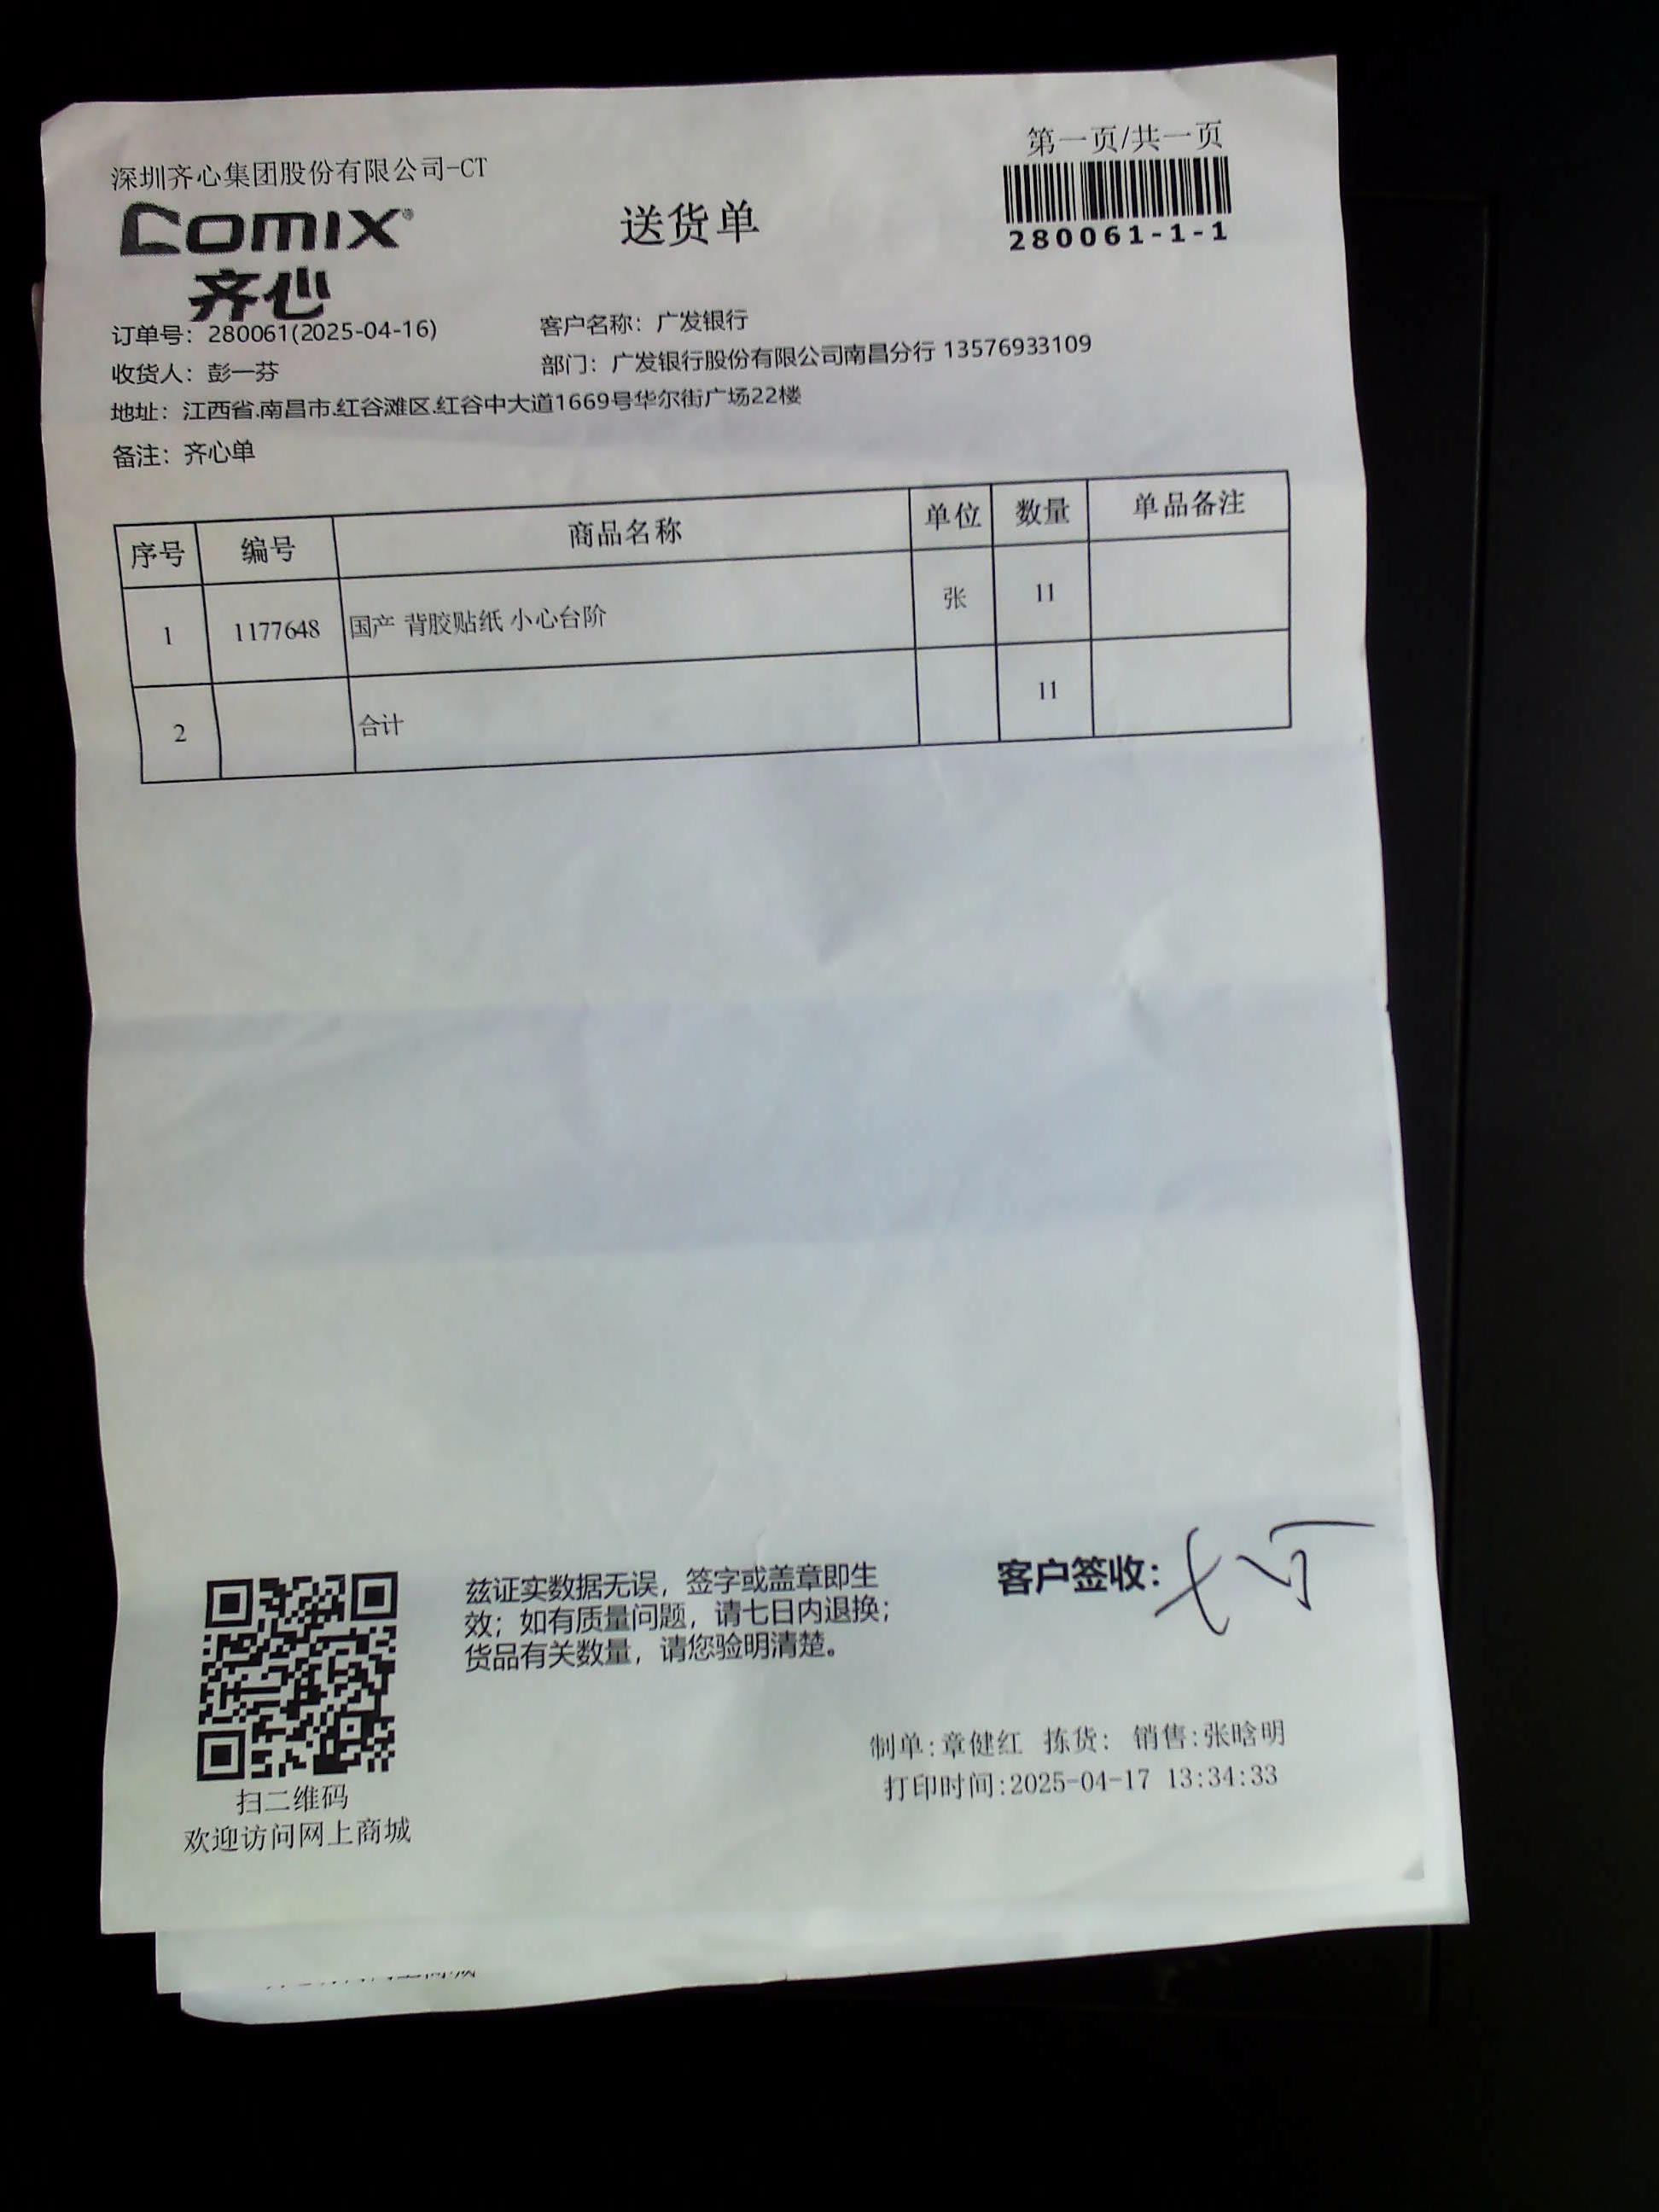 第一页/共一页
深圳齐心集团股份有限公司-CT
COMIX®
齐心
送货单
280061-1-1
订单号：280061(2025-04-16)
客户名称：广发银行
收货人：彭一芬
部门：广发银行股份有限公司南昌分行 13576933109
地址：江西省.南昌市.红谷滩区.红谷中大道1669号华尔街广场22楼
备注：齐心单
序号 编号 商品名称 单位 数量 单品备注
1 1177648 国产 背胶贴纸 小心台阶 张 11
2 合计 11
兹证实数据无误，签字或盖章即生
效；如有质量问题，请七日内退换；
货品有关数量，请您验明清楚。
客户签收：
制单:章健红 拣货: 销售:张晗明
打印时间:2025-04-17 13:34:33
扫二维码
欢迎访问网上商城